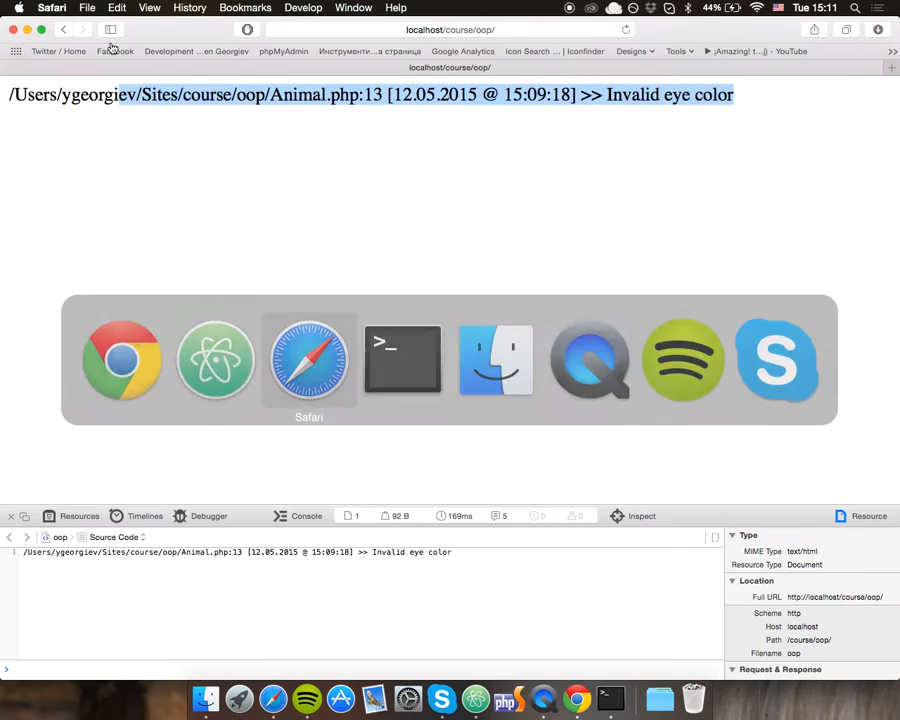 Safari File Edit View History Bookmarks Develop Window Help 44% Tue 15:11
localhost/course/oop/
Twitter / Home Facebook Development ...en Georgiev phpMyAdmin Инструменти...а страница Google Analytics Icon Search ... | Iconfinder Designs Tools ▶ ¡Amazing! t...j) - YouTube >>
localhost/course/oop/ +
/Users/ygeorgiev/Sites/course/oop/Animal.php:13 [12.05.2015 @ 15:09:18] >> Invalid eye color
>_
Safari
Resources Timelines Debugger Console 1 92 B 169ms 5 0 0 Inspect Resource
oop Source Code {} Type
MIME Type text/html
Resource Type Document
1 /Users/ygeorgiev/Sites/course/oop/Animal.php:13 [12.05.2015 @ 15:09:18] >> Invalid eye color
Location
Full URL http://localhost/course/oop/
Scheme http
Host localhost
Path /course/oop/
Filename oop
Request & Response
php